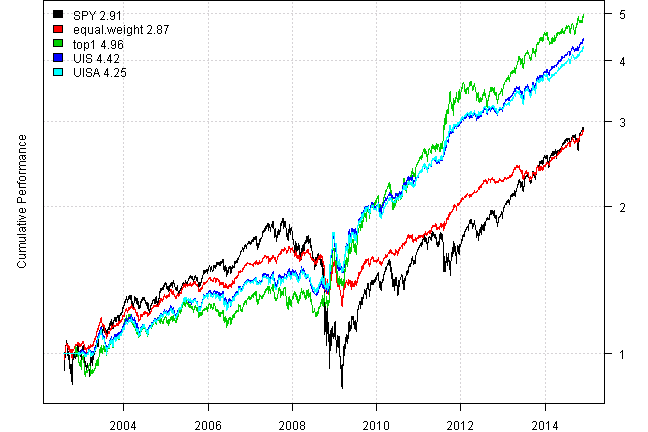 SPY 2.91
equal.weight 2.87
top1 4.96
UIS 4.42
UISA 4.25
Cumulative Performance
5
4
3
2
1
2004 2006 2008 2010 2012 2014